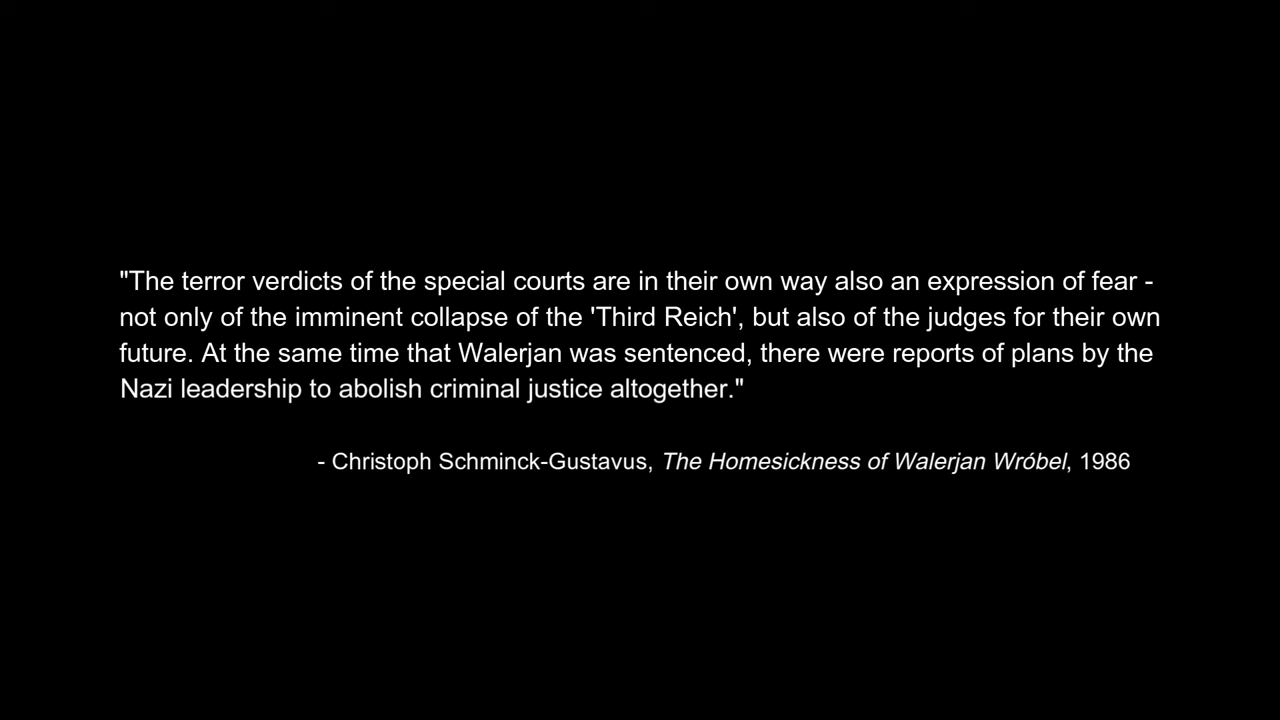 "The terror verdicts of the special courts are in their own way also an expression of fear -
not only of the imminent collapse of the 'Third Reich', but also of the judges for their own
future. At the same time that Walerjan was sentenced, there were reports of plans by the
Nazi leadership to abolish criminal justice altogether."
- Christoph Schminck-Gustavus, The Homesickness of Walerjan Wróbel, 1986